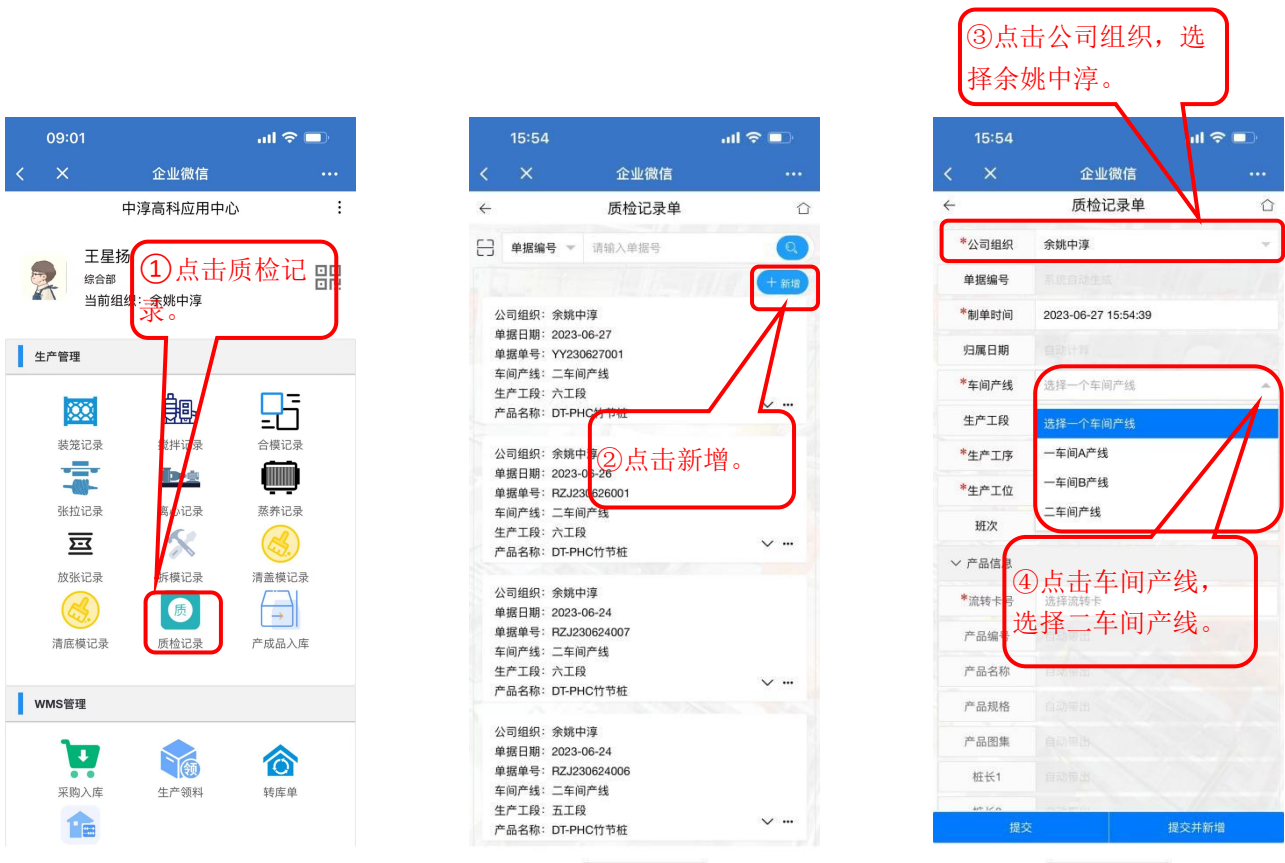 ③点击公司组织，选
择余姚中淳。
09:01
企业微信
中淳高科应用中心
王星扬
综合部
当前组织：余姚中淳
①点击质检记
录。
生产管理
装笼记录
搅拌记录
合模记录
张拉记录
离心记录
蒸养记录
放张记录
拆模记录
清盖模记录
清底模记录
质
质检记录
产成品入库
WMS管理
领
采购入库
生产领料
转库单
15:54
企业微信
质检记录单
单据编号
请输入单据号
+ 新增
公司组织：余姚中淳
单据日期：2023-06-27
单据单号：YY230627001
车间产线：二车间产线
生产工段：六工段
产品名称：DT-PHC竹节桩
②点击新增。
公司组织：余姚中淳
单据日期：2023-06-26
单据单号：RZJ230626001
车间产线：二车间产线
生产工段：六工段
产品名称：DT-PHC竹节桩
公司组织：余姚中淳
单据日期：2023-06-24
单据单号：RZJ230624007
车间产线：二车间产线
生产工段：六工段
产品名称：DT-PHC竹节桩
公司组织：余姚中淳
单据日期：2023-06-24
单据单号：RZJ230624006
车间产线：二车间产线
生产工段：五工段
产品名称：DT-PHC竹节桩
15:54
企业微信
质检记录单
*公司组织 余姚中淳
单据编号 系统自动生成
*制单时间 2023-06-27 15:54:39
归属日期 自动计算
*车间产线 选择一个车间产线
生产工段 选择一个车间产线
*生产工序 一车间A产线
*生产工位 一车间B产线
二车间产线
班次
产品信息
④点击车间产线，
选择二车间产线。
*流转卡号 选择流转卡
产品编号 自动带出
产品名称 自动带出
产品规格 自动带出
产品图集 自动带出
桩长1 自动带出
提交 提交并新增